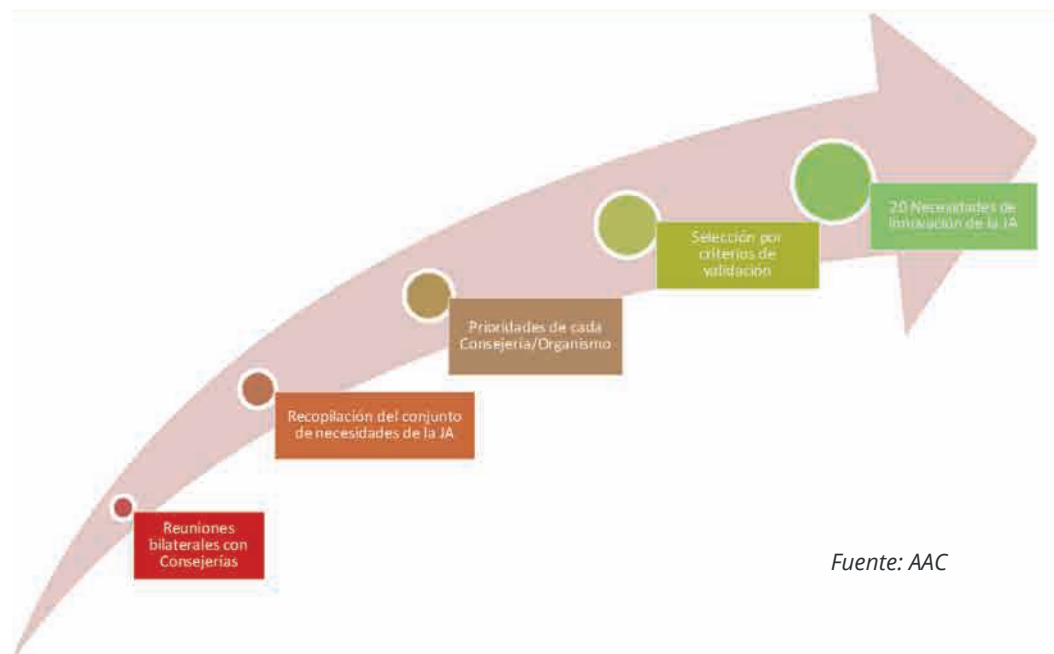 20 Necesidades de
Innovación de la JA
Selección por
criterios de
validación
Prioridades de cada
Consejería/Organismo
Recopilación del conjunto
de necesidades de la JA
Reuniones
bilaterales con
Consejerías
Fuente: AAC